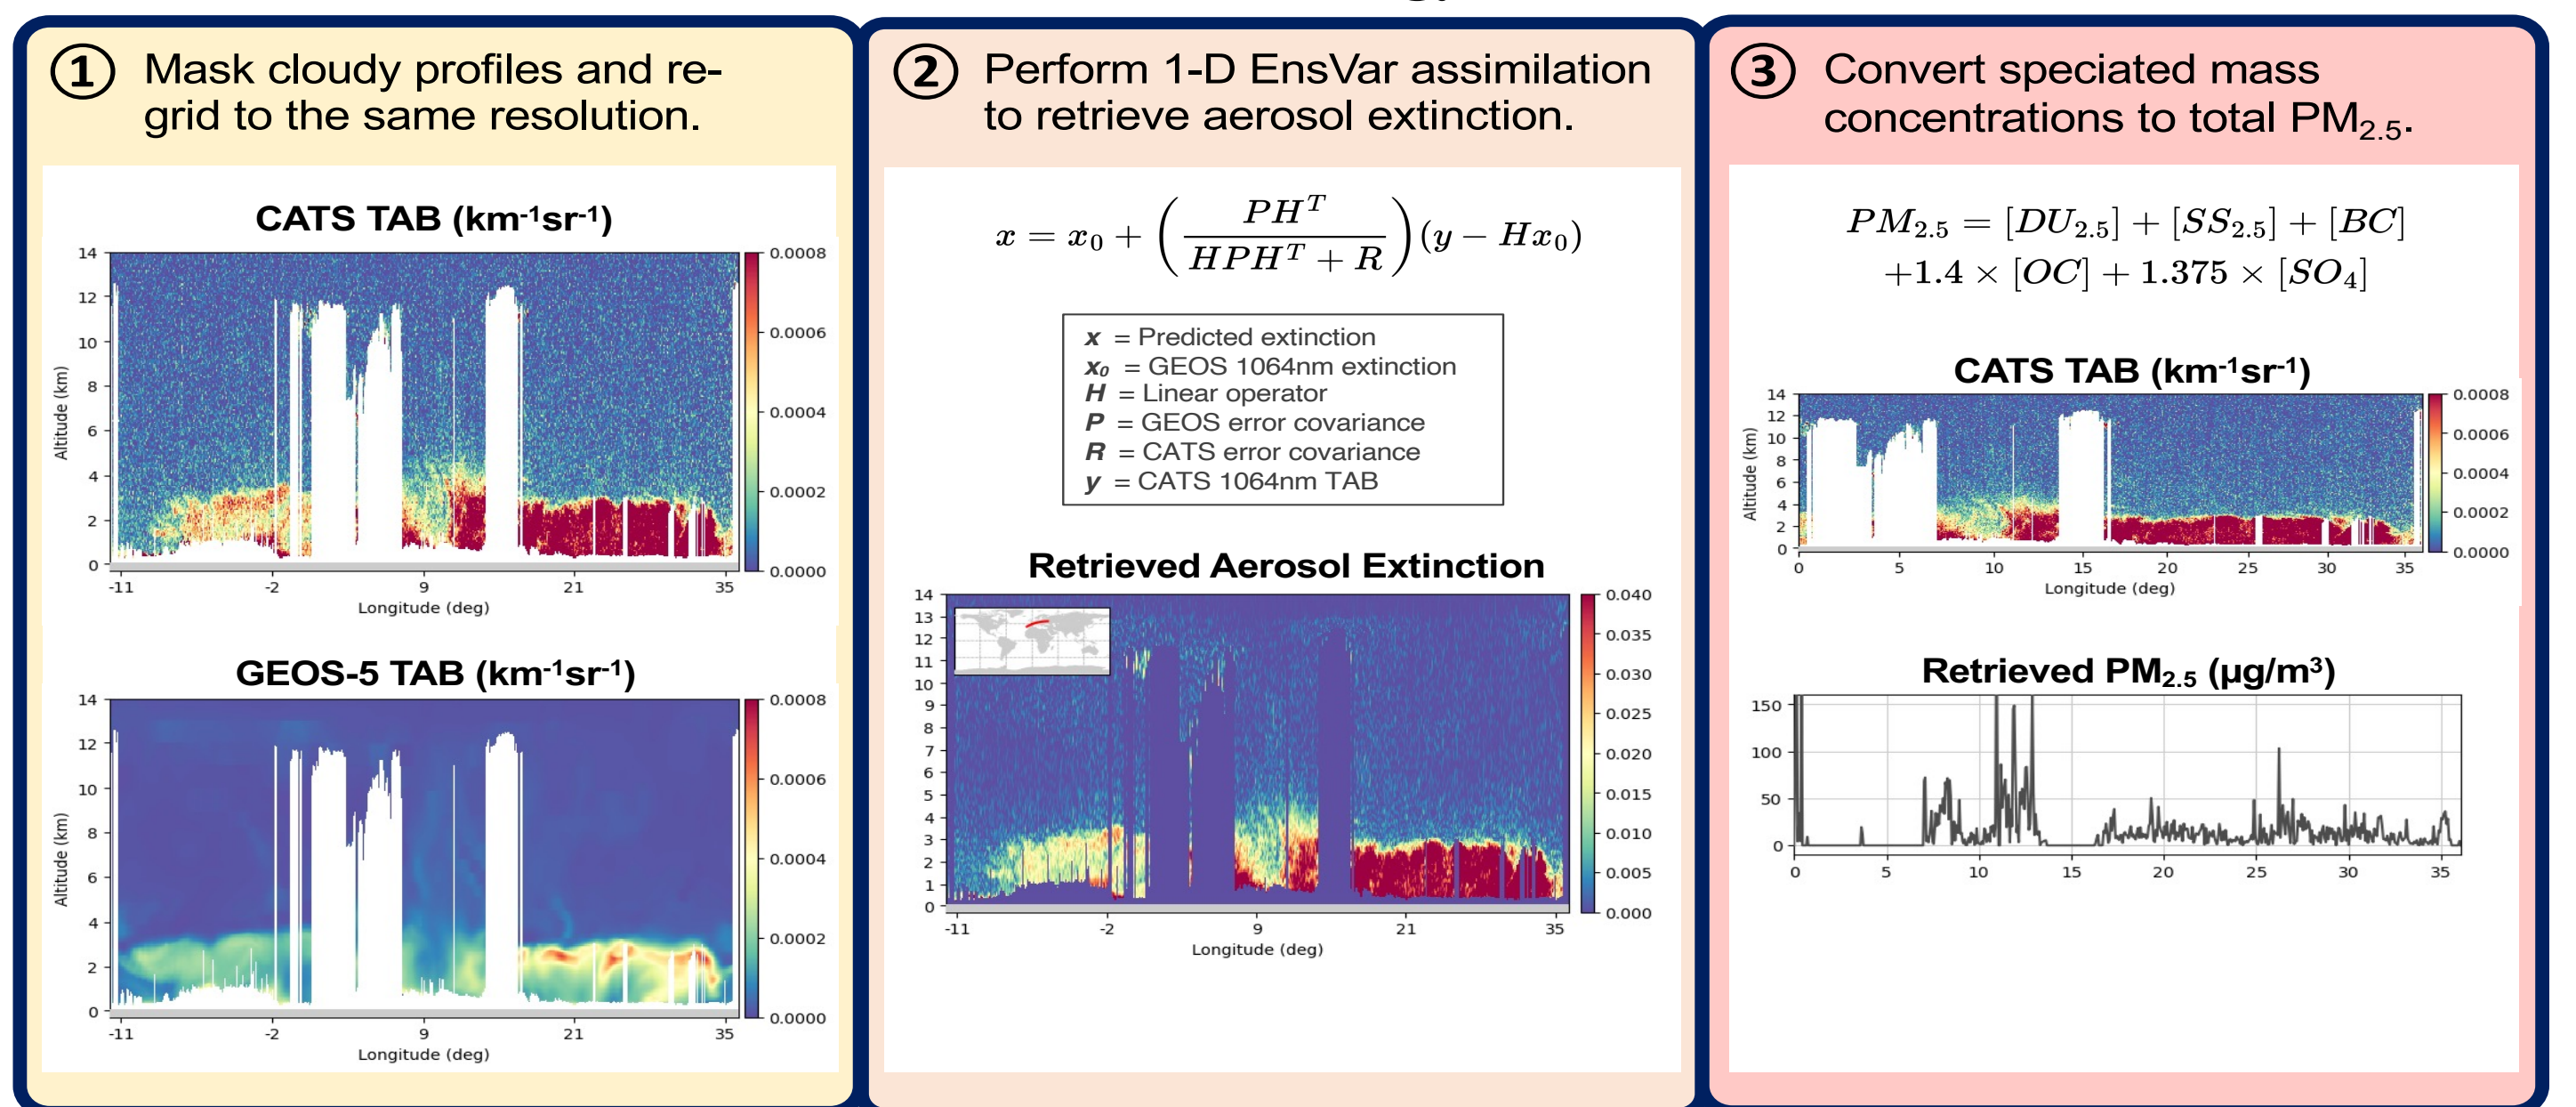 ① Mask cloudy profiles and re-
grid to the same resolution.
CATS TAB (km⁻¹sr⁻¹)
14
12
10
8
6
4
2
0
Altitude (km)
-11 -2 9 21 35
Longitude (deg)
0.0008
0.0006
0.0004
0.0002
0.0000
GEOS-5 TAB (km⁻¹sr⁻¹)
14
12
10
8
6
4
2
0
Altitude (km)
-11 -2 9 21 35
Longitude (deg)
0.0008
0.0006
0.0004
0.0002
0.0000
② Perform 1-D EnsVar assimilation
to retrieve aerosol extinction.
x = x₀ + (PHᵀ / HPHᵀ + R)(y − Hx₀)
x = Predicted extinction
x₀ = GEOS 1064nm extinction
H = Linear operator
P = GEOS error covariance
R = CATS error covariance
y = CATS 1064nm TAB
Retrieved Aerosol Extinction
14
13
12
11
10
9
8
7
6
5
4
3
2
1
0
Altitude (km)
-11 -2 9 21 35
Longitude (deg)
0.040
0.035
0.030
0.025
0.020
0.015
0.010
0.005
0.000
③ Convert speciated mass
concentrations to total PM₂.₅.
PM₂.₅ = [DU₂.₅] + [SS₂.₅] + [BC]
+1.4 × [OC] + 1.375 × [SO₄]
CATS TAB (km⁻¹sr⁻¹)
14
12
10
8
6
4
2
0
Altitude (km)
0 5 10 15 20 25 30 35
Longitude (deg)
0.0008
0.0006
0.0004
0.0002
0.0000
Retrieved PM₂.₅ (µg/m³)
150
100
50
0
0 5 10 15 20 25 30 35